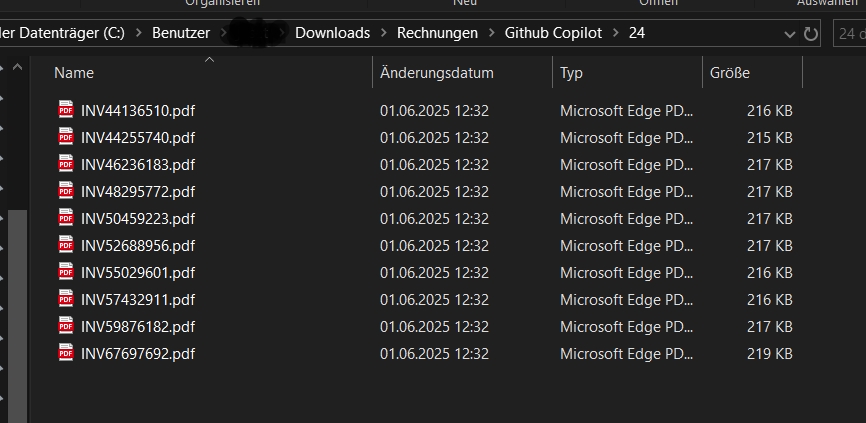 Organisieren Neu Öffnen Auswählen
ler Datenträger (C:) > Benutzer > > Downloads > Rechnungen > Github Copilot > 24 24 d
Name Änderungsdatum Typ Größe
INV44136510.pdf 01.06.2025 12:32 Microsoft Edge PD... 216 KB
INV44255740.pdf 01.06.2025 12:32 Microsoft Edge PD... 215 KB
INV46236183.pdf 01.06.2025 12:32 Microsoft Edge PD... 217 KB
INV48295772.pdf 01.06.2025 12:32 Microsoft Edge PD... 217 KB
INV50459223.pdf 01.06.2025 12:32 Microsoft Edge PD... 217 KB
INV52688956.pdf 01.06.2025 12:32 Microsoft Edge PD... 217 KB
INV55029601.pdf 01.06.2025 12:32 Microsoft Edge PD... 216 KB
INV57432911.pdf 01.06.2025 12:32 Microsoft Edge PD... 216 KB
INV59876182.pdf 01.06.2025 12:32 Microsoft Edge PD... 217 KB
INV67697692.pdf 01.06.2025 12:32 Microsoft Edge PD... 219 KB